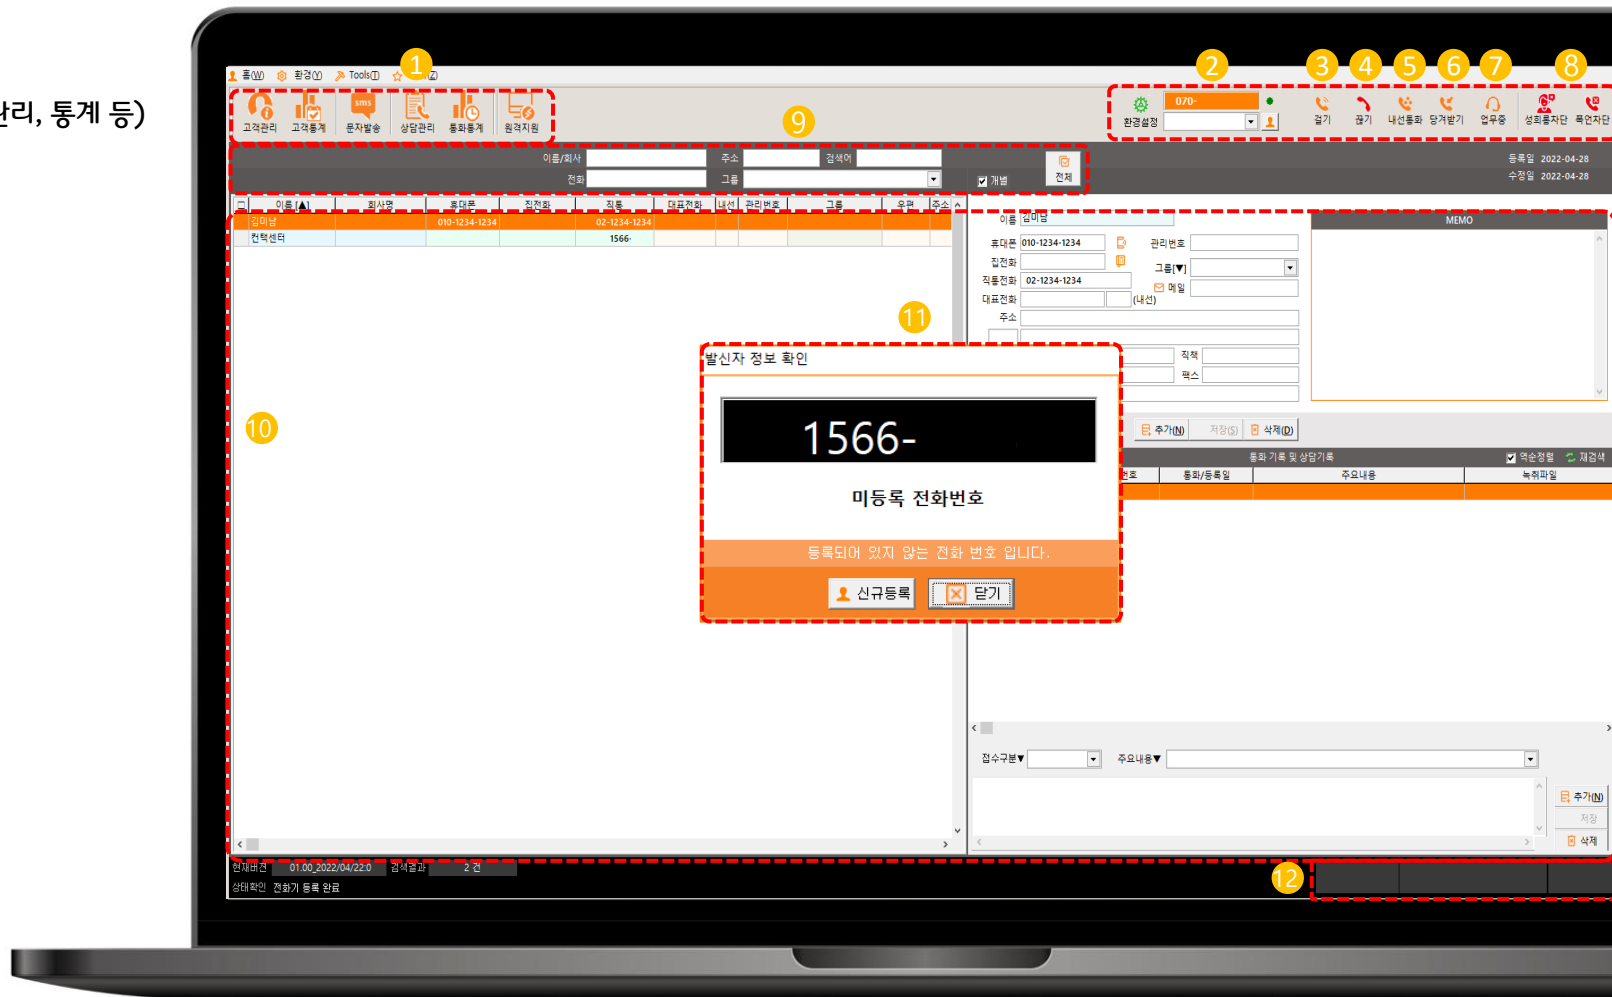 관리, 통계 등)
홈(W) 환경(Y) Tools(T) (Z)
1 2 3 4 5 6 7 8
고객관리 고객통계 sms 문자발송 상담관리 통화통계 원격지원
환경설정 070- 걸기 끊기 내선통화 당겨받기 업무중 성희롱차단 폭언차단
9
이름/회사 주소 검색어
전화 그룹 개별 전체
등록일 2022-04-28
수정일 2022-04-28
이름[▲] 회사명 휴대폰 집전화 직통 대표전화 내선 관리번호 그룹 우편 주소
김미남 010-1234-1234 02-1234-1234
컨택센터 1566-
10
이름 김미남
휴대폰 010-1234-1234 관리번호
집전화 그룹[▼]
직통전화 02-1234-1234 메일
대표전화 (내선)
주소
직책
팩스
MEMO
추가(N) 저장(S) 삭제(D)
통화 기록 및 상담기록 역순정렬 재검색
번호 통화/등록일 주요내용 녹취파일
11
발신자 정보 확인
1566-
미등록 전화번호
등록되어 있지 않는 전화 번호 입니다.
신규등록 닫기
접수구분▼ 주요내용▼
추가(N)
저장
삭제
현재버전 01.00_2022/04/22:0 검색결과 2 건
상태확인 전화기 등록 완료
12